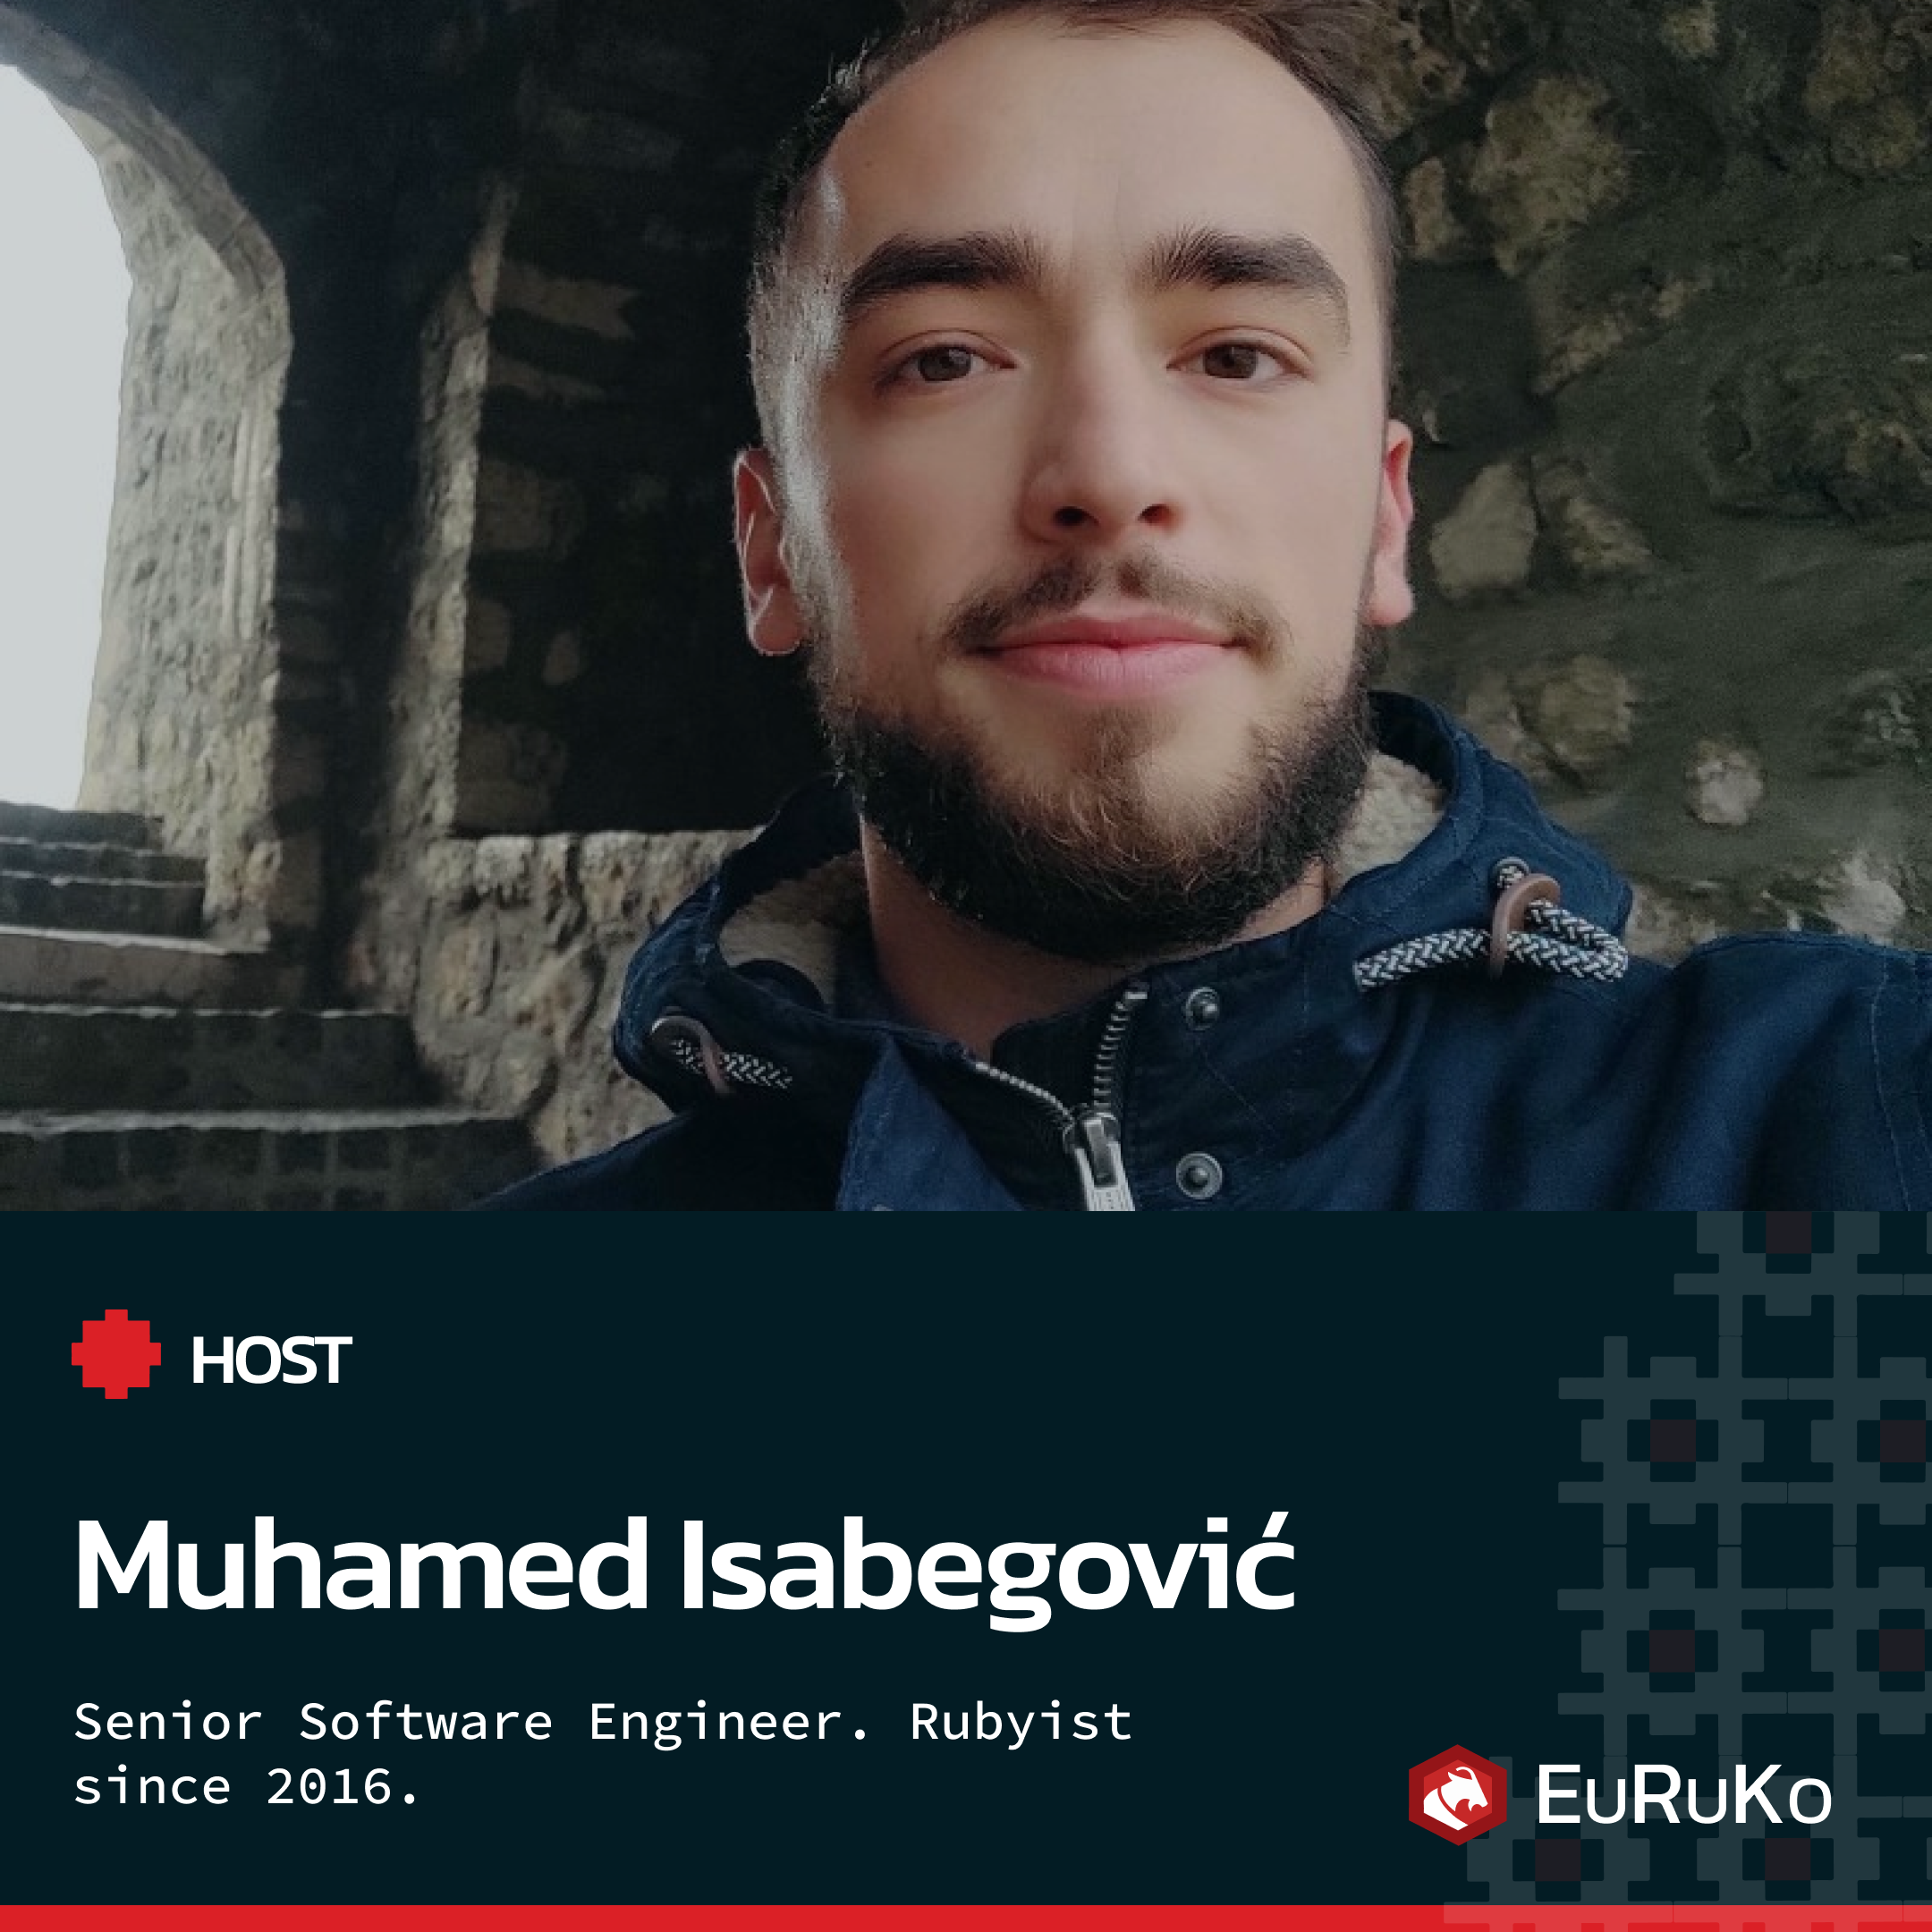 HOST
Muhamed Isabegović
Senior Software Engineer. Rubyist
since 2016.
EuRuKo